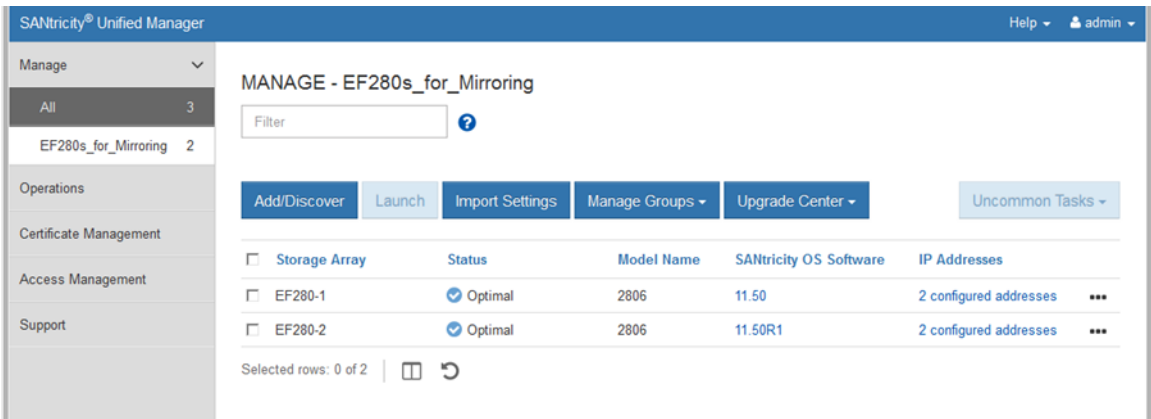 SANtricity® Unified Manager Help admin
Manage
All 3
EF280s_for_Mirroring 2
Operations
Certificate Management
Access Management
Support
MANAGE - EF280s_for_Mirroring
Filter ?
Add/Discover Launch Import Settings Manage Groups Upgrade Center Uncommon Tasks
Storage Array Status Model Name SANtricity OS Software IP Addresses
EF280-1 Optimal 2806 11.50 2 configured addresses •••
EF280-2 Optimal 2806 11.50R1 2 configured addresses •••
Selected rows: 0 of 2